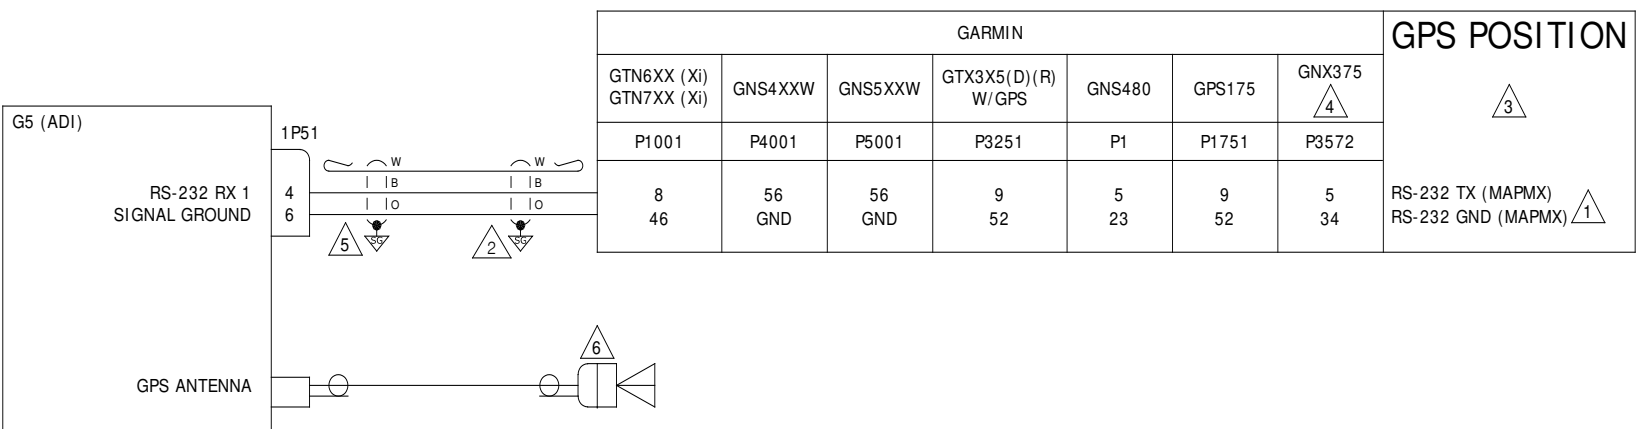 GARMIN
GPS POSITION
GTN6XX (Xi)
GTN7XX (Xi)
GNS4XXW
GNS5XXW
GTX3X5(D)(R)
W/GPS
GNS480
GPS175
GNX375
4
3
P1001
P4001
P5001
P3251
P1
P1751
P3572
G5 (ADI)
1P51
W
W
B
B
RS-232 RX 1
4
8
56
56
9
5
9
5
RS-232 TX (MAPMX)
O
O
SIGNAL GROUND
6
46
GND
GND
52
23
52
34
RS-232 GND (MAPMX)
1
5
SG
2
SG
6
GPS ANTENNA